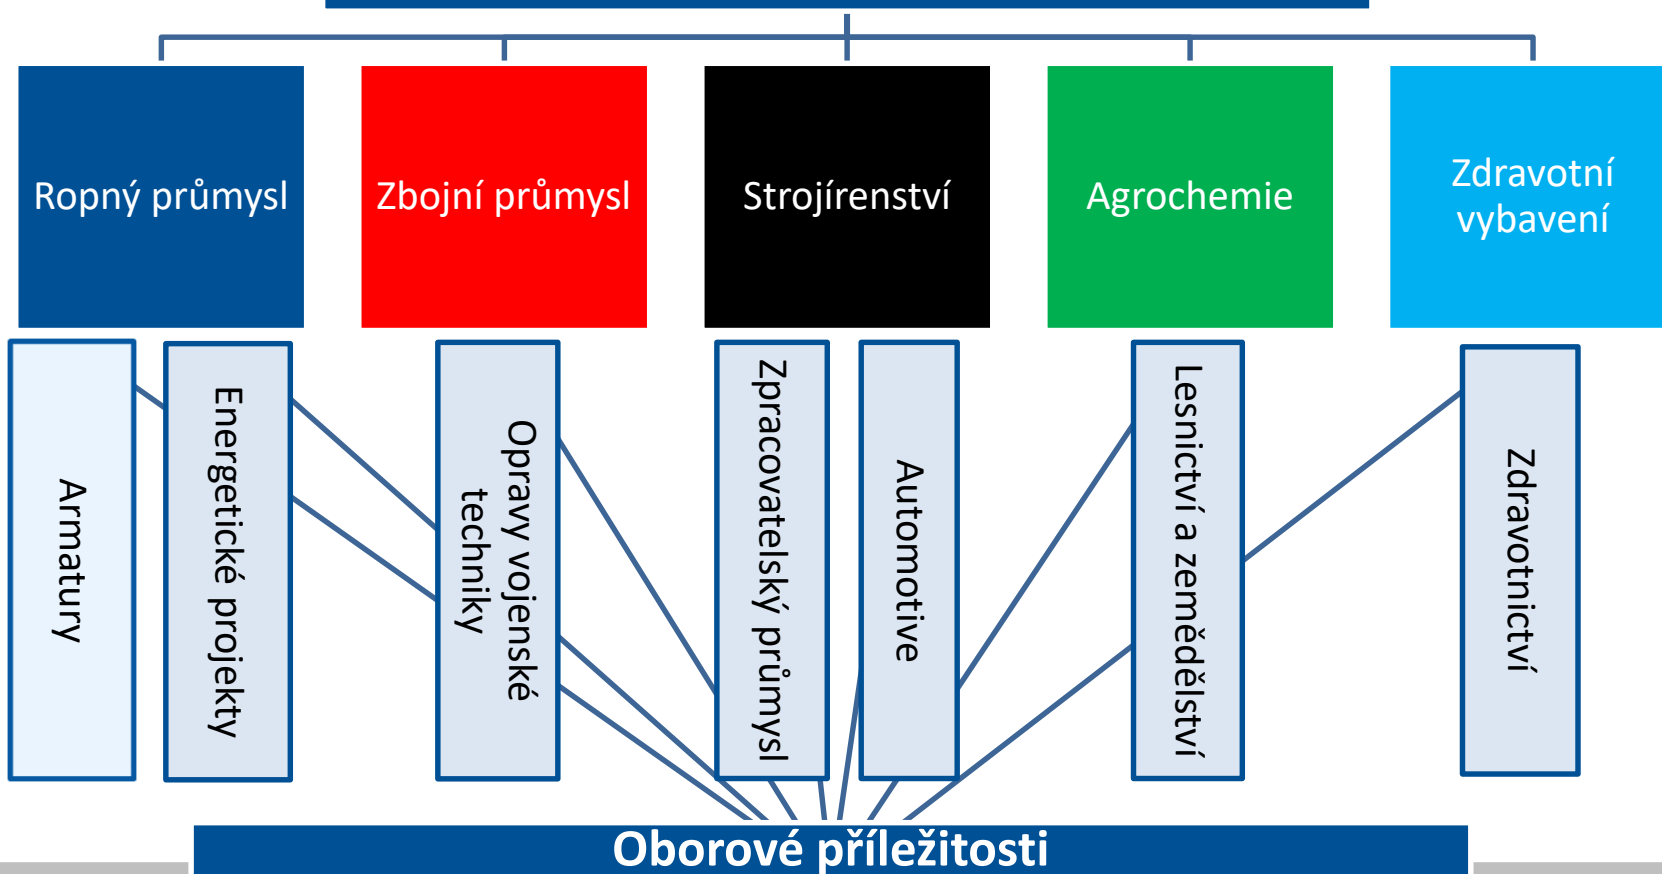 Ropný průmysl
Zbojní průmysl
Strojírenství
Agrochemie
Zdravotní
vybavení
Armatury
Energetické projekty
Opravy vojenské
techniky
Zpracovatelský průmysl
Automotive
Lesnictví a zemědělství
Zdravotnictví
Oborové příležitosti